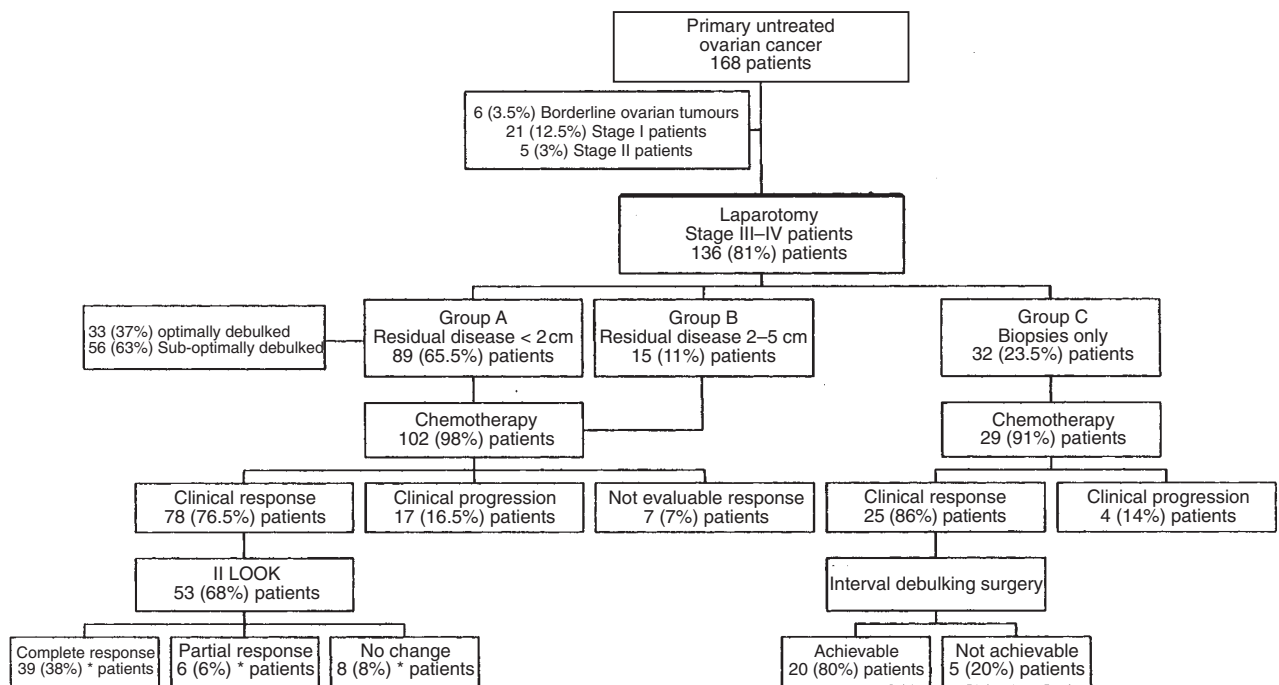 Primary untreated
ovarian cancer
168 patients
6 (3.5%) Borderline ovarian tumours
21 (12.5%) Stage I patients
5 (3%) Stage II patients
Laparotomy
Stage III–IV patients
136 (81%) patients
33 (37%) optimally debulked
56 (63%) Sub-optimally debulked
Group A
Residual disease < 2 cm
89 (65.5%) patients
Group B
Residual disease 2–5 cm
15 (11%) patients
Group C
Biopsies only
32 (23.5%) patients
Chemotherapy
102 (98%) patients
Chemotherapy
29 (91%) patients
Clinical response
78 (76.5%) patients
Clinical progression
17 (16.5%) patients
Not evaluable response
7 (7%) patients
Clinical response
25 (86%) patients
Clinical progression
4 (14%) patients
II LOOK
53 (68%) patients
Interval debulking surgery
Complete response
39 (38%) * patients
Partial response
6 (6%) * patients
No change
8 (8%) * patients
Achievable
20 (80%) patients
Not achievable
5 (20%) patients